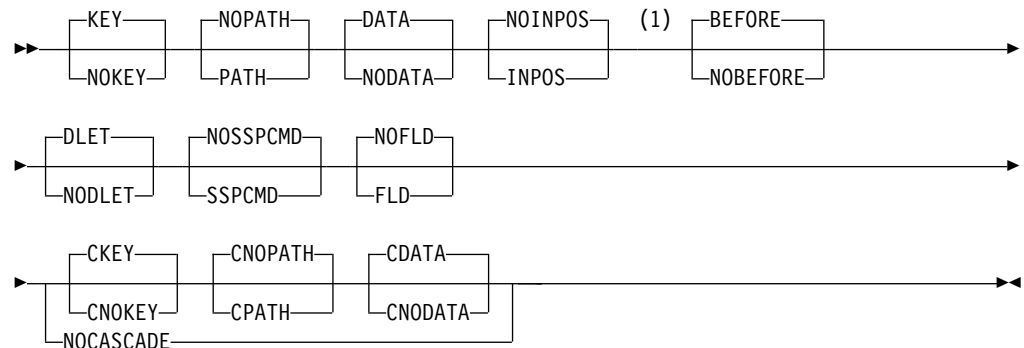 KEY NOPATH DATA NOINPOS (1) BEFORE
NOKEY PATH NODATA INPOS NOBEFORE
DLET NOSSPCMD NOFLD
NODLET SSPCMD FLD
CKEY CNOPATH CDATA
CNOKEY CPATH CNODATA
NOCASCADE